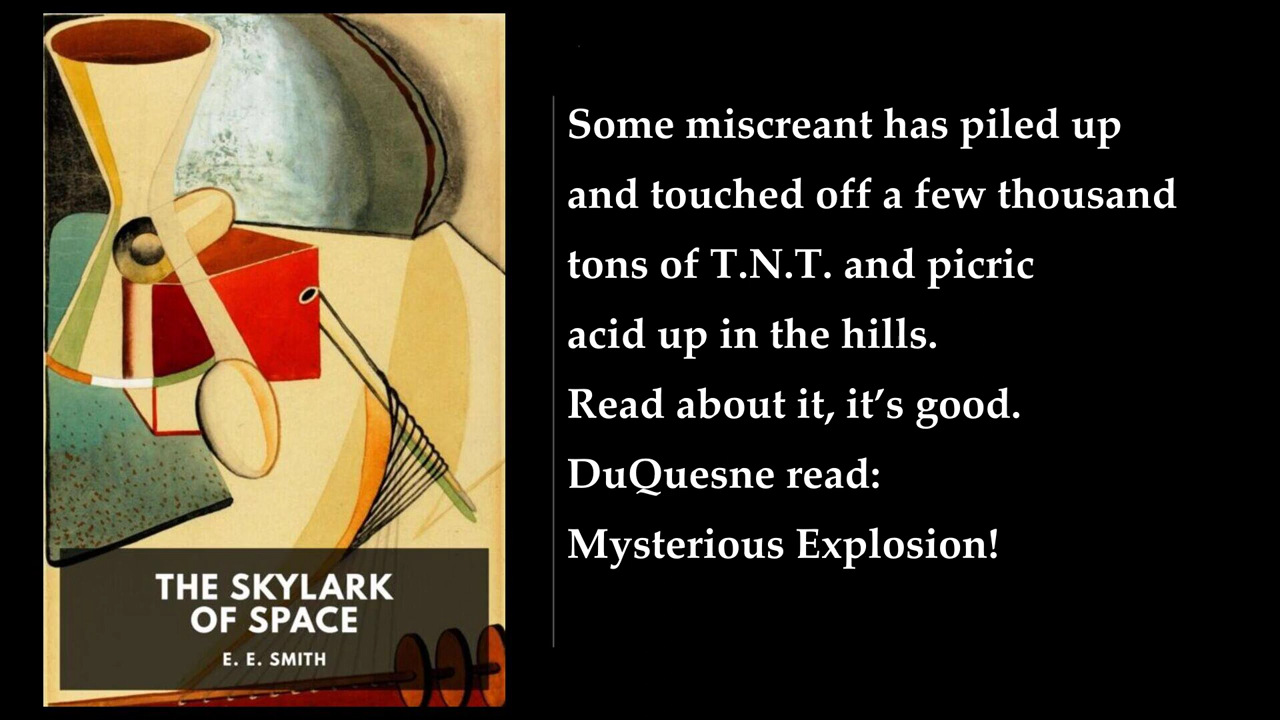 THE SKYLARK
OF SPACE
E. E. SMITH
Some miscreant has piled up
and touched off a few thousand
tons of T.N.T. and picric
acid up in the hills.
Read about it, it’s good.
DuQuesne read:
Mysterious Explosion!